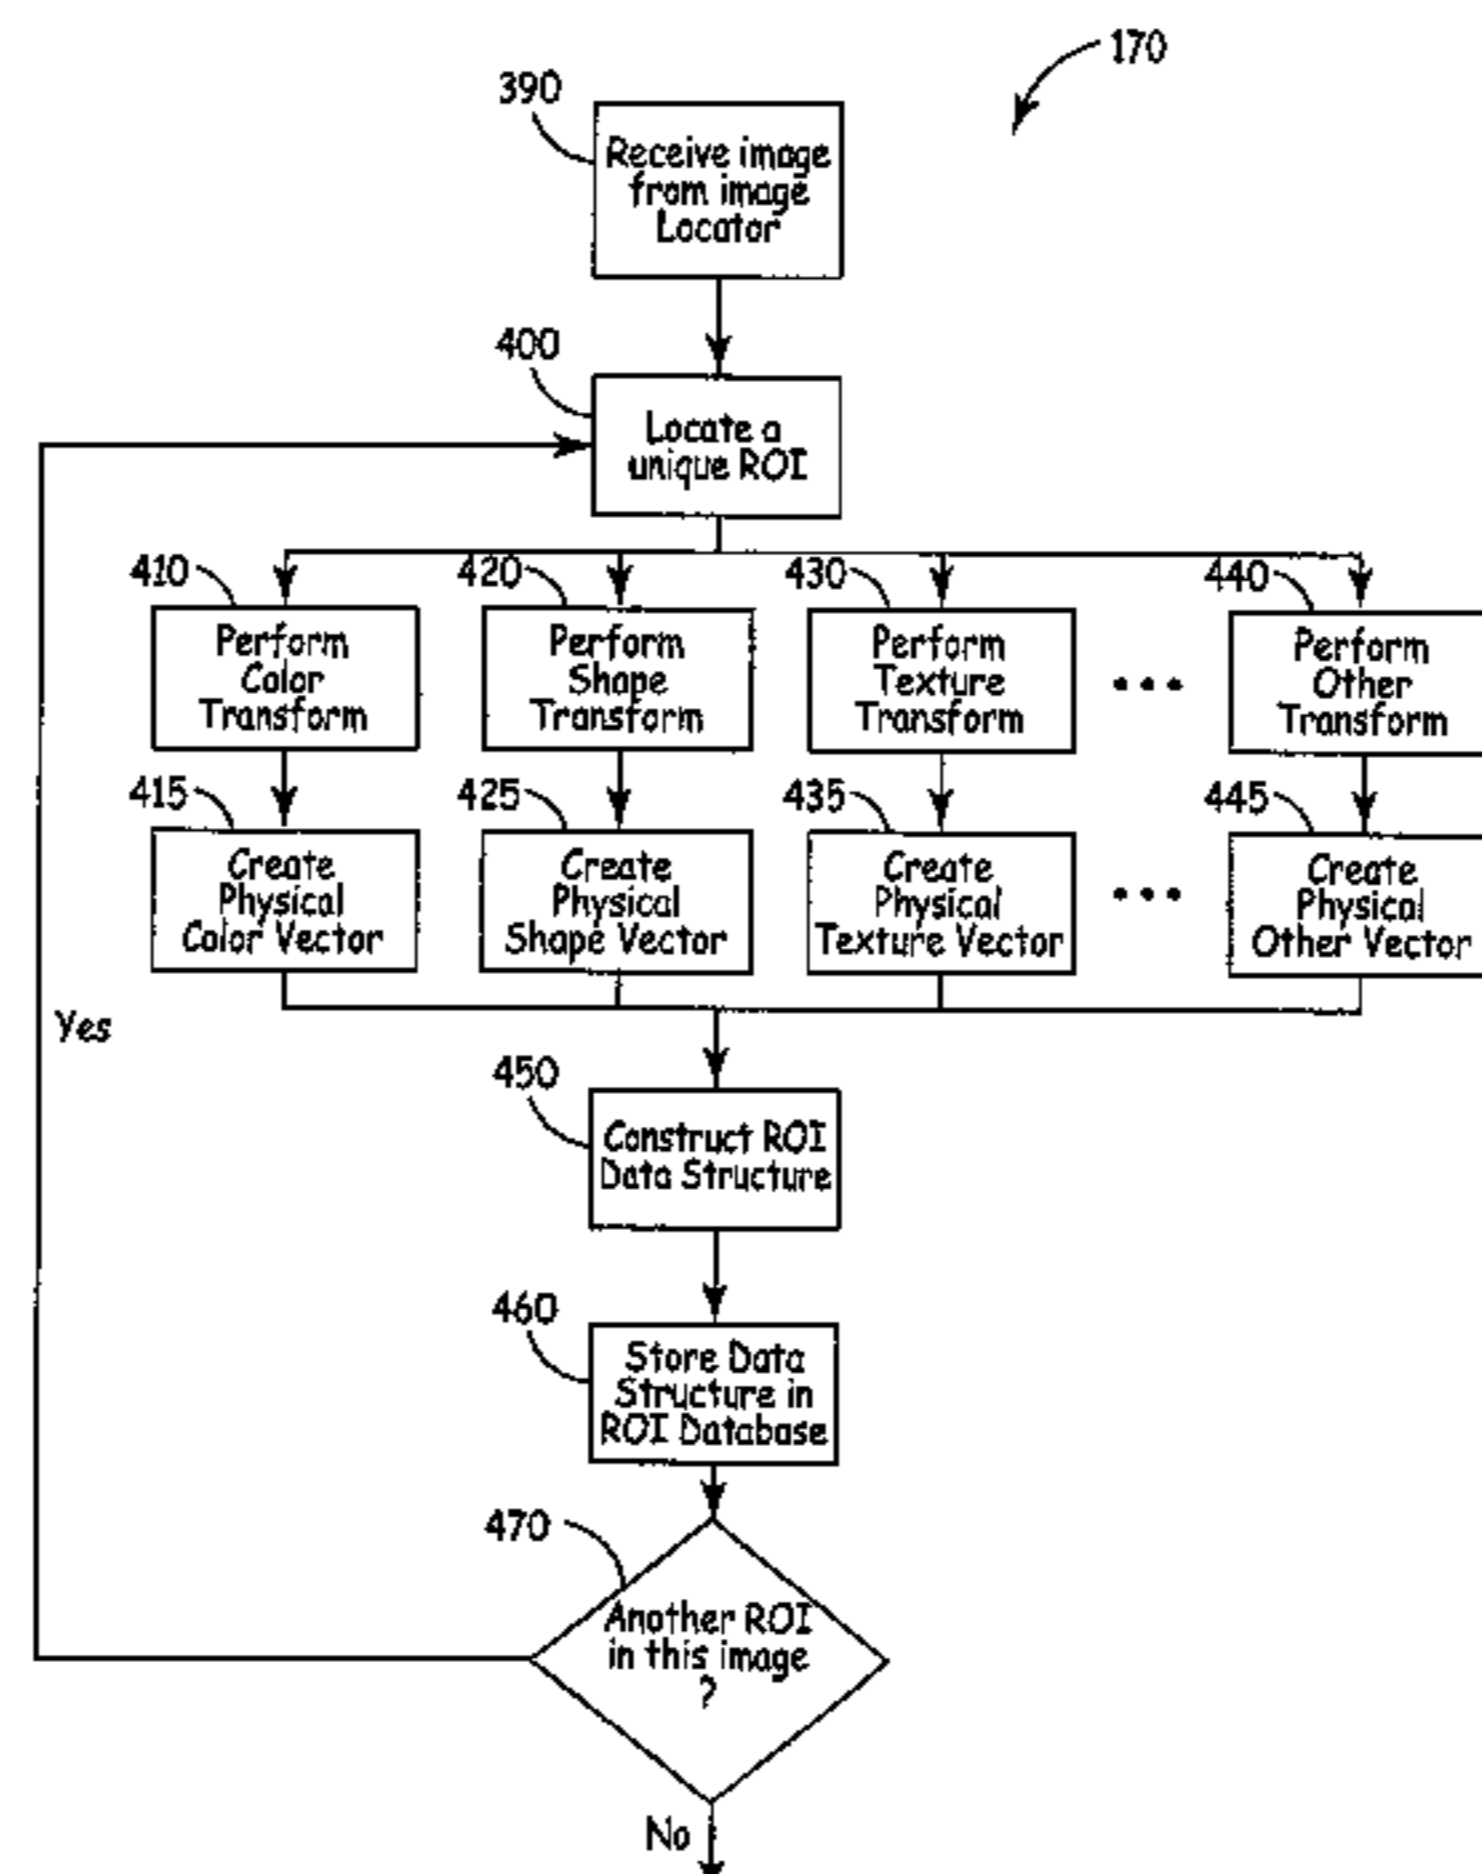 170
390
Receive image
from image
Locator
400
Locate a
unique ROI
410
420
430
440
Perform
Color
Transform
Perform
Shape
Transform
Perform
Texture
Transform
• • •
Perform
Other
Transform
415
425
435
445
Create
Physical
Color Vector
Create
Physical
Shape Vector
Create
Physical
Texture Vector
• • •
Create
Physical
Other Vector
Yes
450
Construct ROI
Data Structure
460
Store Data
Structure in
ROI Database
470
Another ROI
in this image
?
No